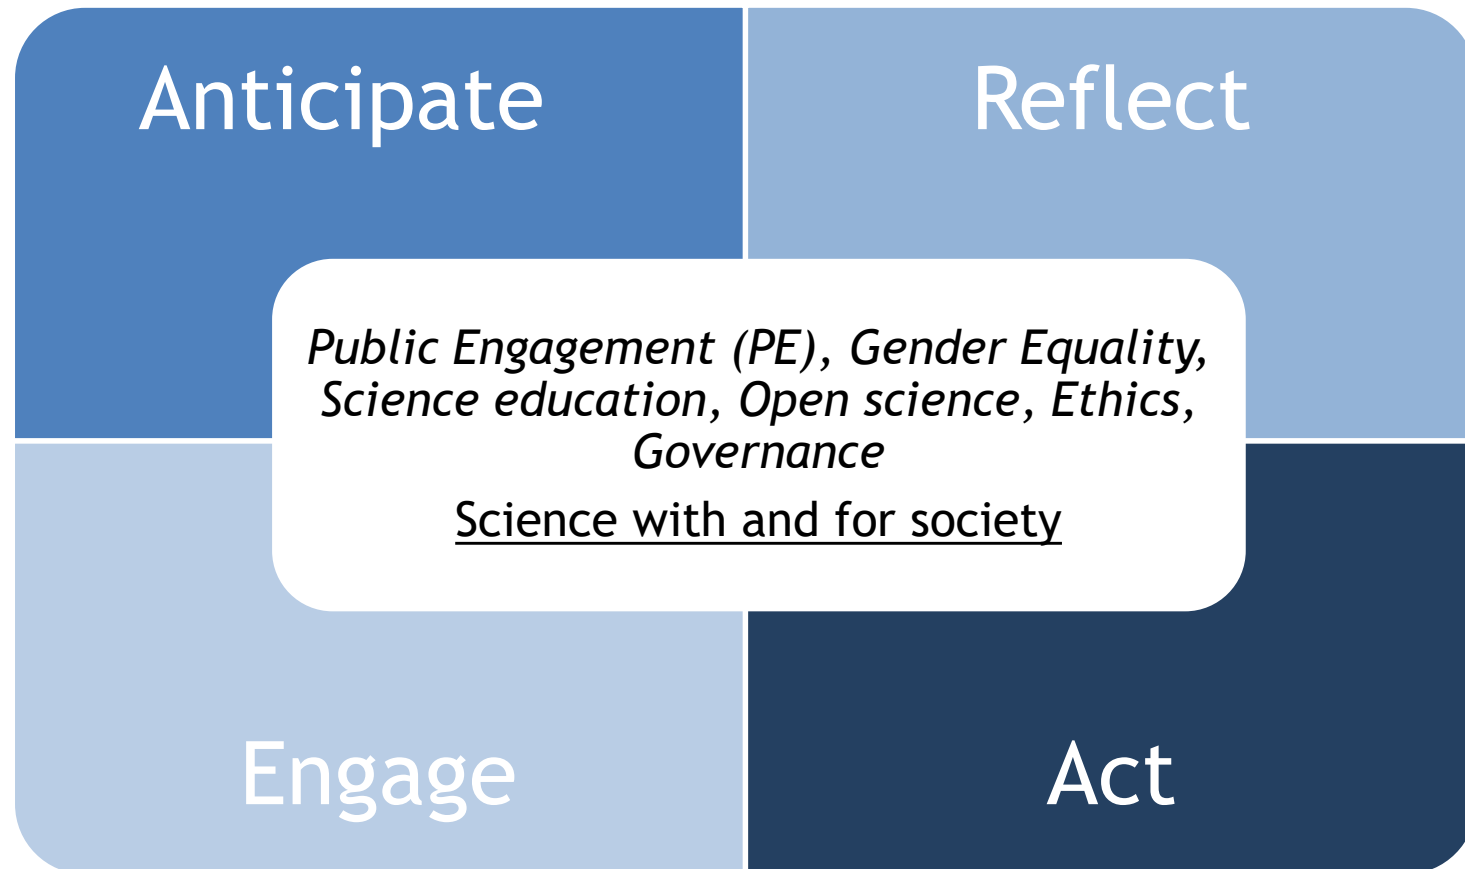 Anticipate
Reflect
Public Engagement (PE), Gender Equality,
Science education, Open science, Ethics,
Governance
Science with and for society
Engage
Act